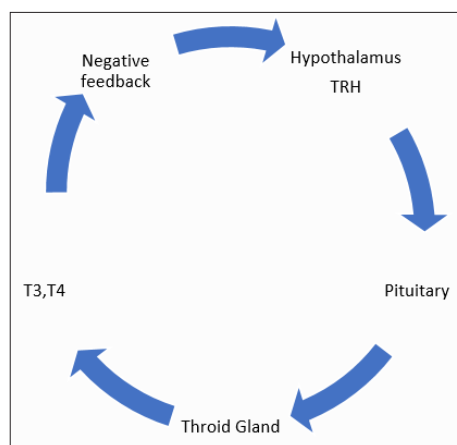 Negative
feedback
Hypothalamus
TRH
Pituitary
Throid Gland
T3,T4